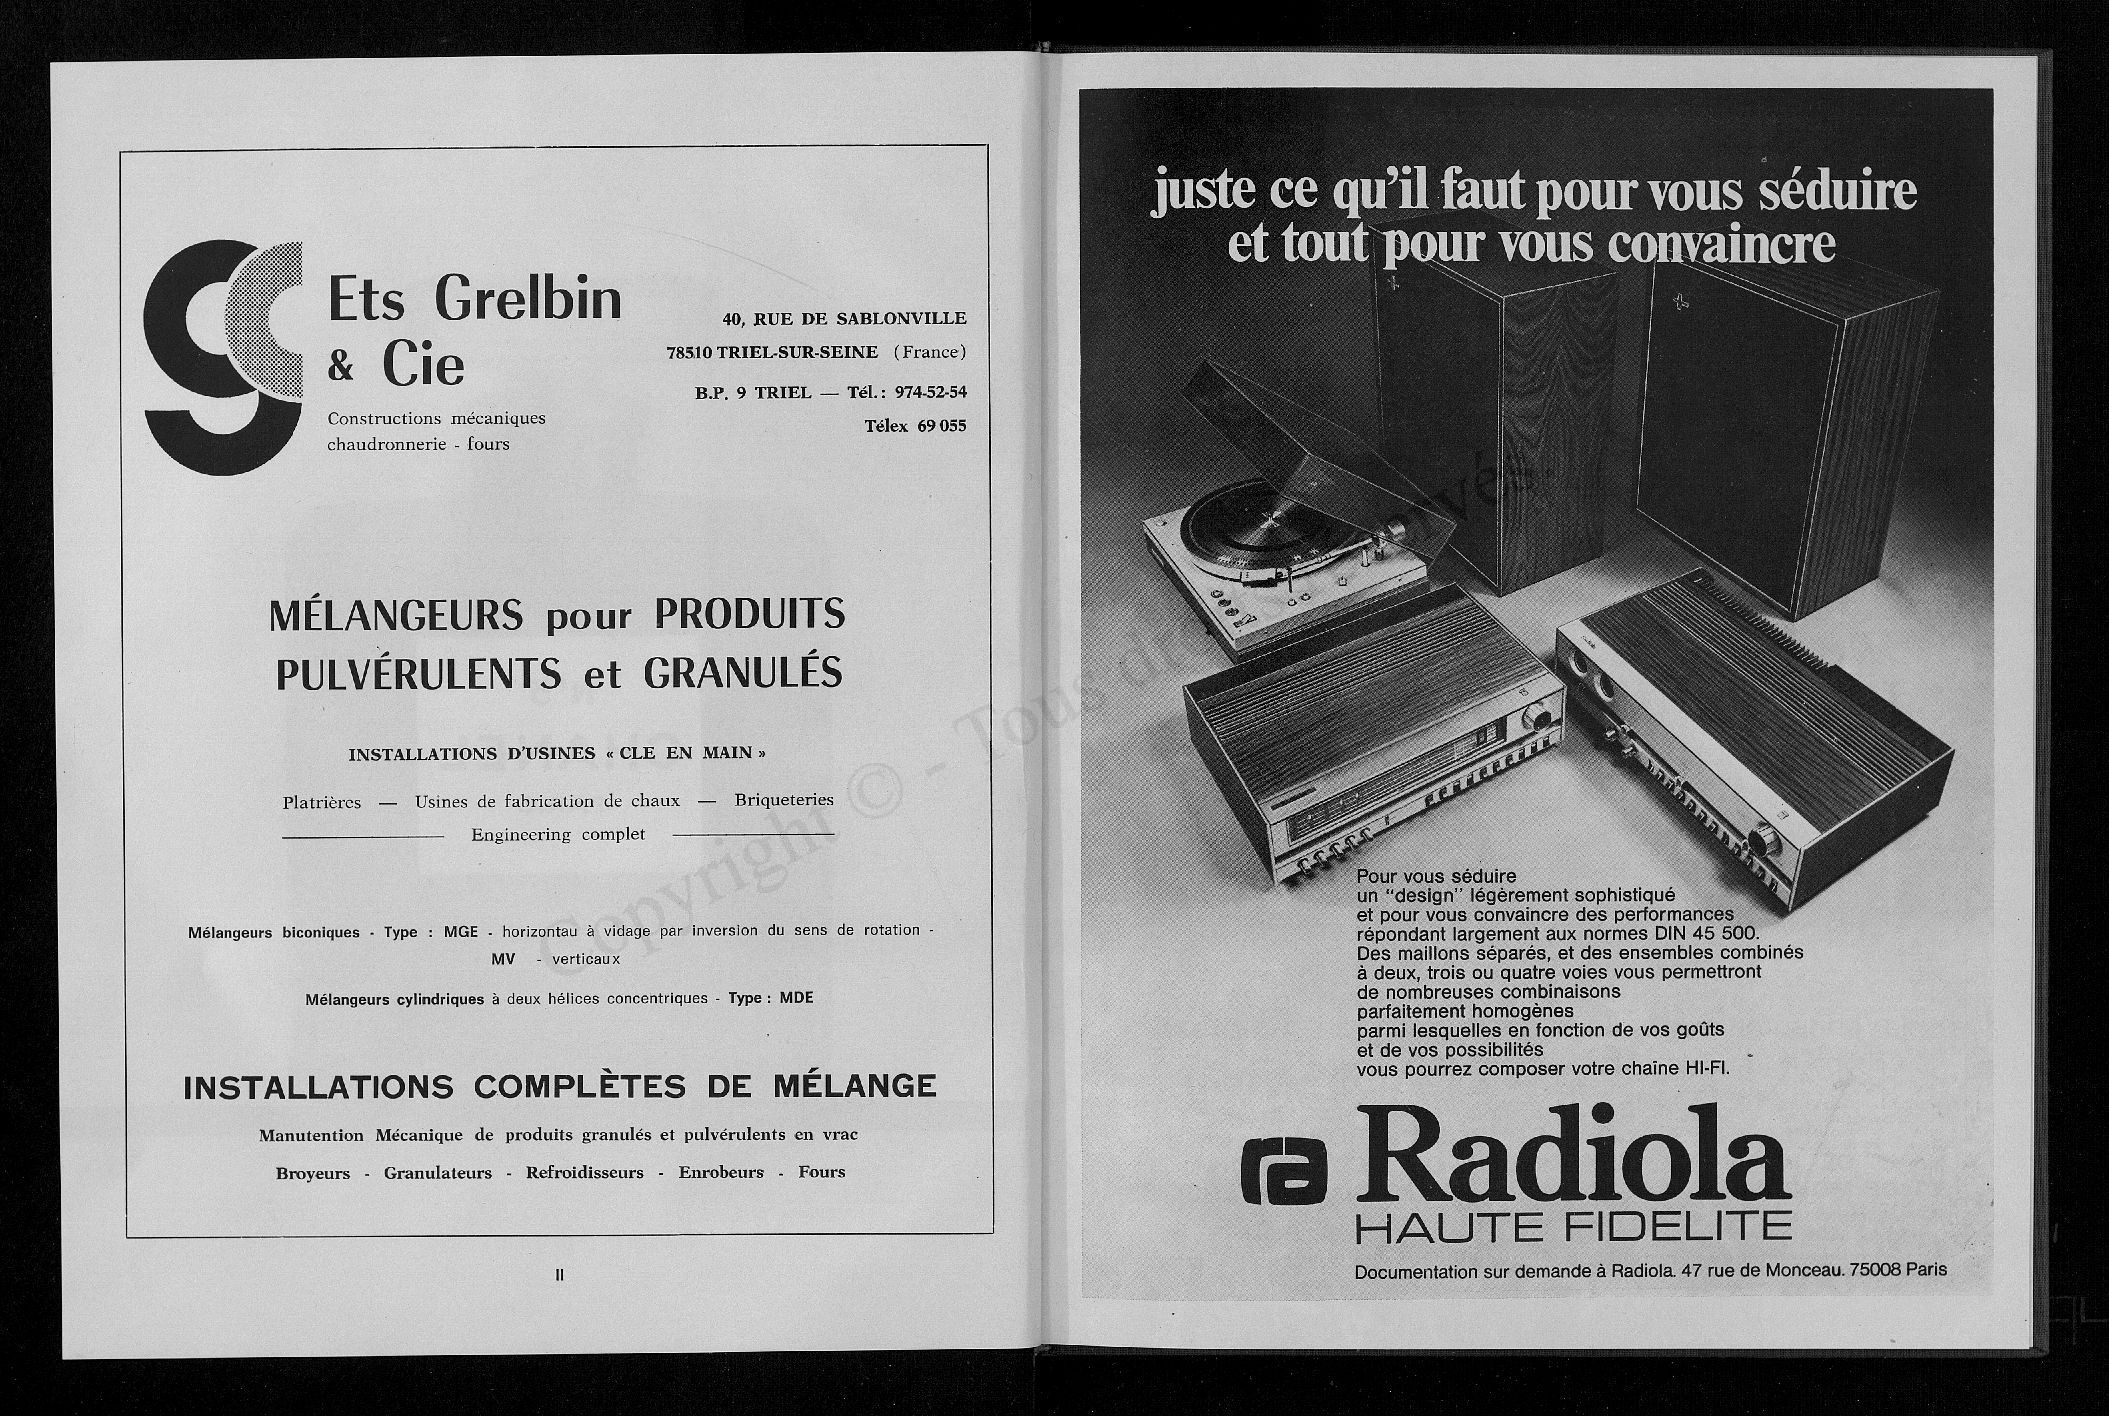 Ets Grelbin
& Cie
Constructions mécaniques
chaudronnerie - fours
40, RUE DE SABLONVILLE
78510 TRIEL-SUR-SEINE (France)
B.P. 9 TRIEL — Tél.: 974-52-54
Télex 69 055
MÉLANGEURS pour PRODUITS
PULVÉRULENTS et GRANULÉS
INSTALLATIONS D'USINES « CLE EN MAIN »
Platrières — Usines de fabrication de chaux — Briqueteries
Engineering complet
Mélangeurs biconiques - Type : MGE - horizontau à vidage par inversion du sens de rotation -
MV - verticaux
Mélangeurs cylindriques à deux hélices concentriques - Type : MDE
INSTALLATIONS COMPLÈTES DE MÉLANGE
Manutention Mécanique de produits granulés et pulvérulents en vrac
Broyeurs - Granulateurs - Refroidisseurs - Enrobeurs - Fours
II
Copyright © - Tous
juste ce qu'il faut pour vous séduire
et tout pour vous convaincre
Pour vous séduire
un "design" légèrement sophistiqué
et pour vous convaincre des performances
répondant largement aux normes DIN 45 500.
Des maillons séparés, et des ensembles combinés
à deux, trois ou quatre voies vous permettront
de nombreuses combinaisons
parfaitement homogènes
parmi lesquelles en fonction de vos goûts
et de vos possibilités
vous pourrez composer votre chaîne HI-FI.
ra Radiola
HAUTE FIDELITE
Documentation sur demande à Radiola. 47 rue de Monceau. 75008 Paris